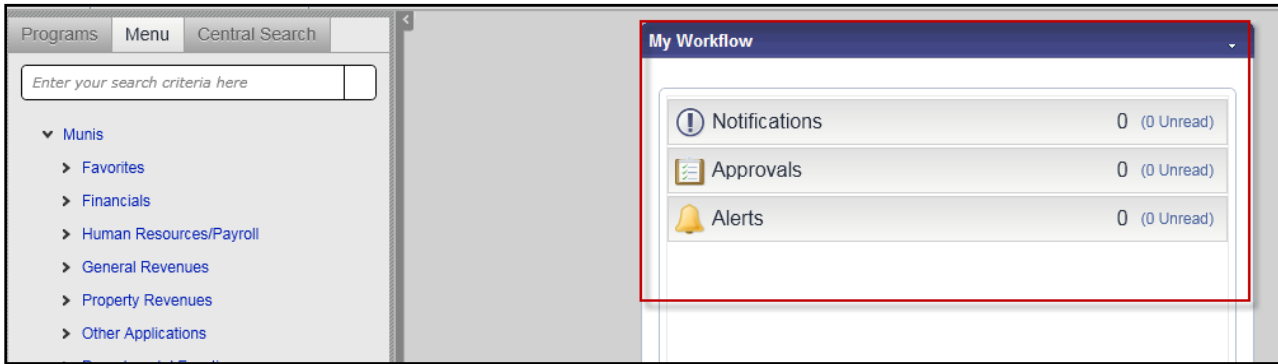 Programs Menu Central Search
Enter your search criteria here
Munis
Favorites
Financials
Human Resources/Payroll
General Revenues
Property Revenues
Other Applications
My Workflow
Notifications 0 (0 Unread)
Approvals 0 (0 Unread)
Alerts 0 (0 Unread)